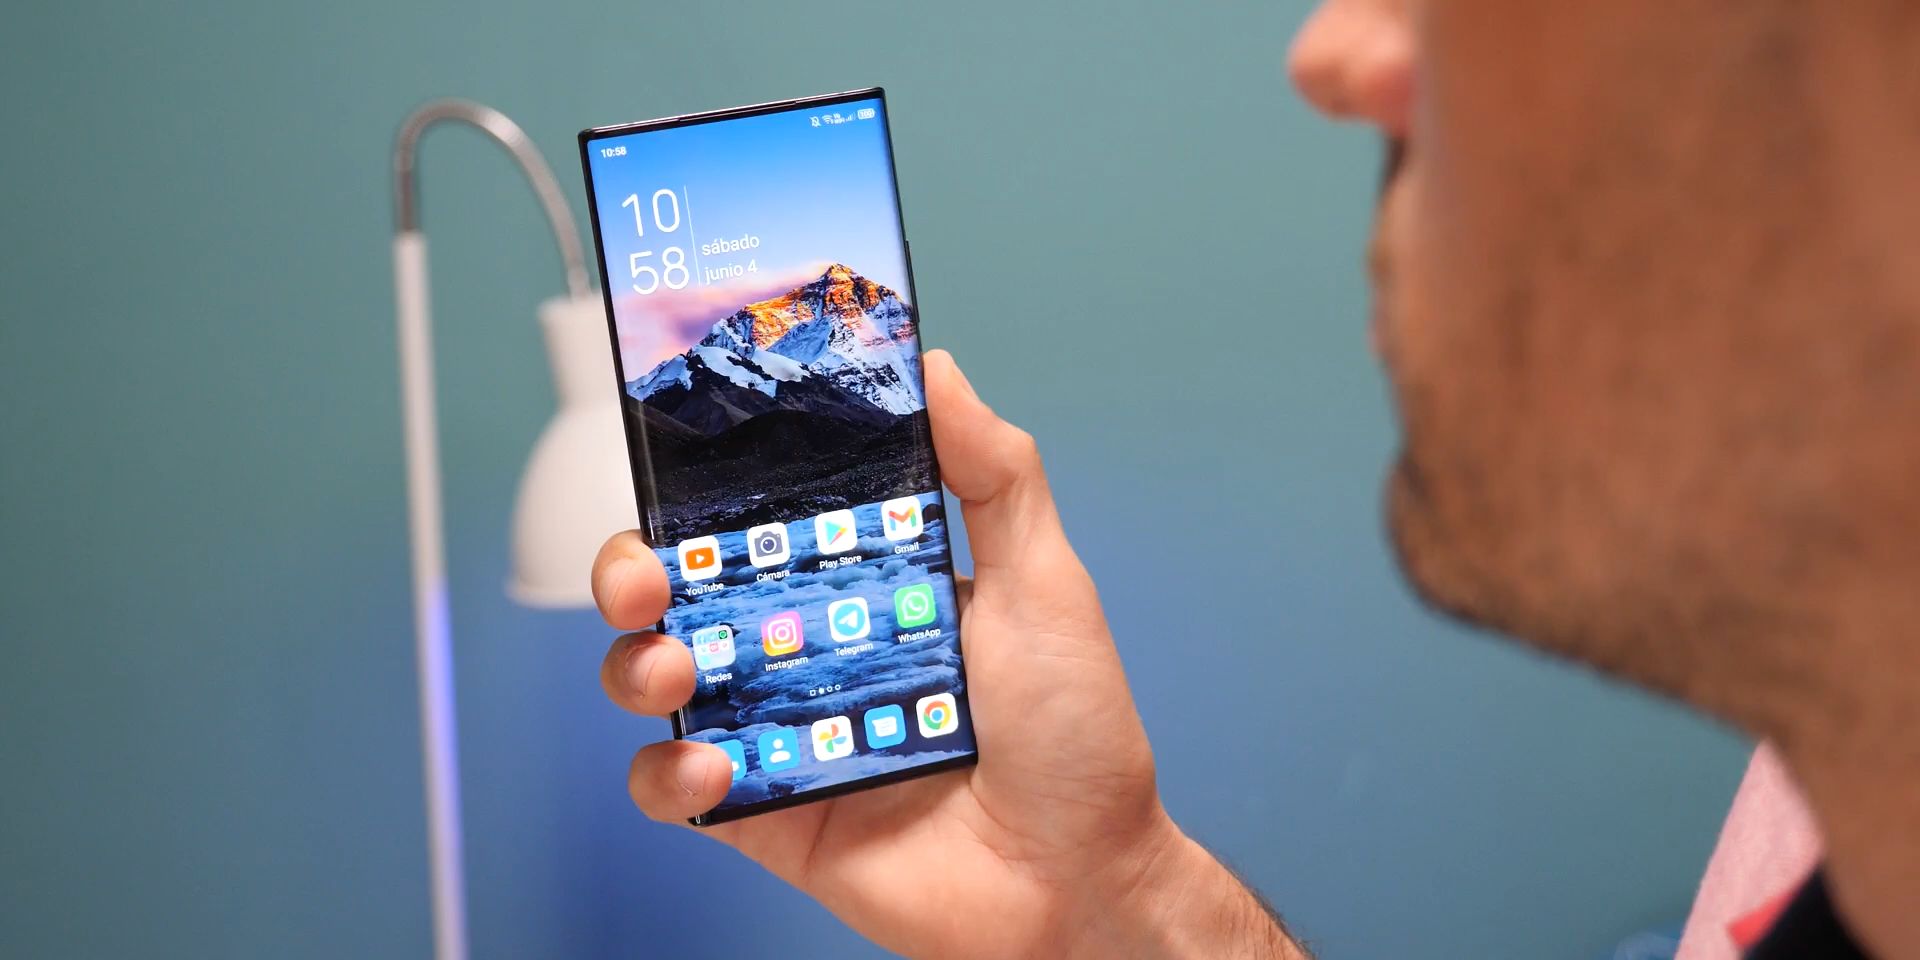 10:58
10
58
sábado
junio 4
YouTube
Cámara
Play Store
Gmail
Redes
Instagram
Telegram
WhatsApp